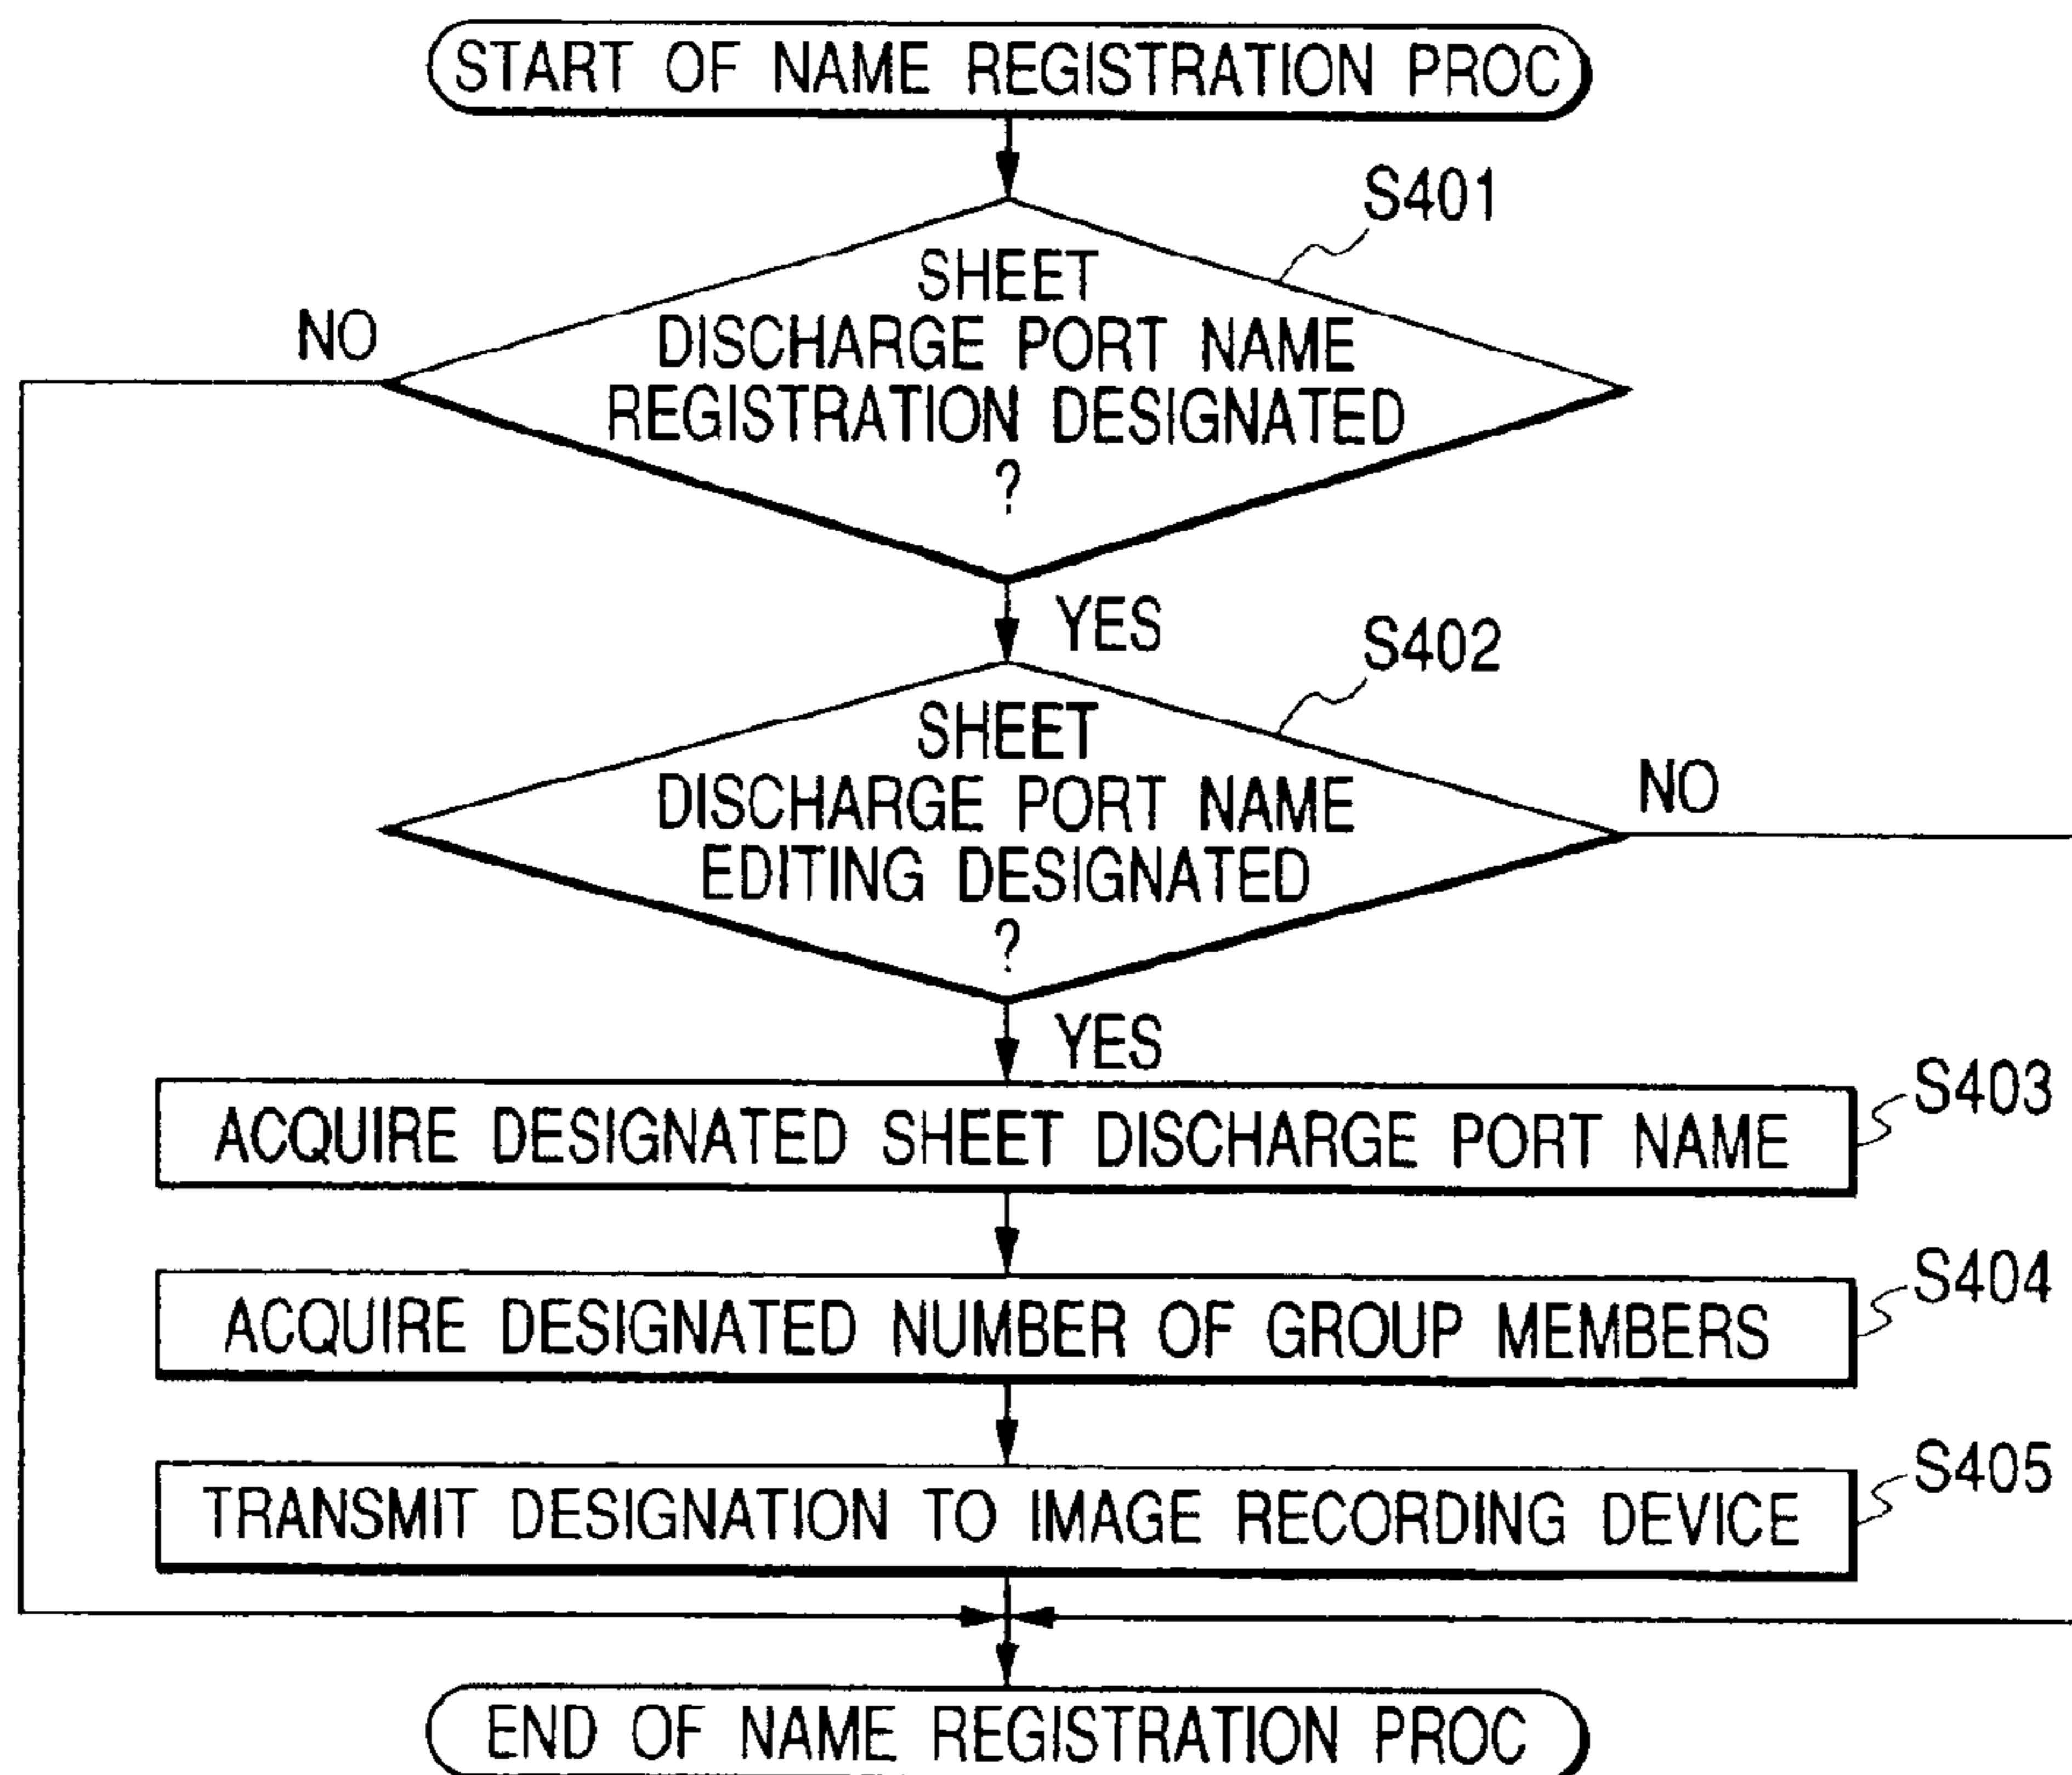 START OF NAME REGISTRATION PROC
S401
SHEET
DISCHARGE PORT NAME
REGISTRATION DESIGNATED
?
NO
YES
S402
SHEET
DISCHARGE PORT NAME
EDITING DESIGNATED
?
NO
YES
S403
ACQUIRE DESIGNATED SHEET DISCHARGE PORT NAME
S404
ACQUIRE DESIGNATED NUMBER OF GROUP MEMBERS
S405
TRANSMIT DESIGNATION TO IMAGE RECORDING DEVICE
END OF NAME REGISTRATION PROC